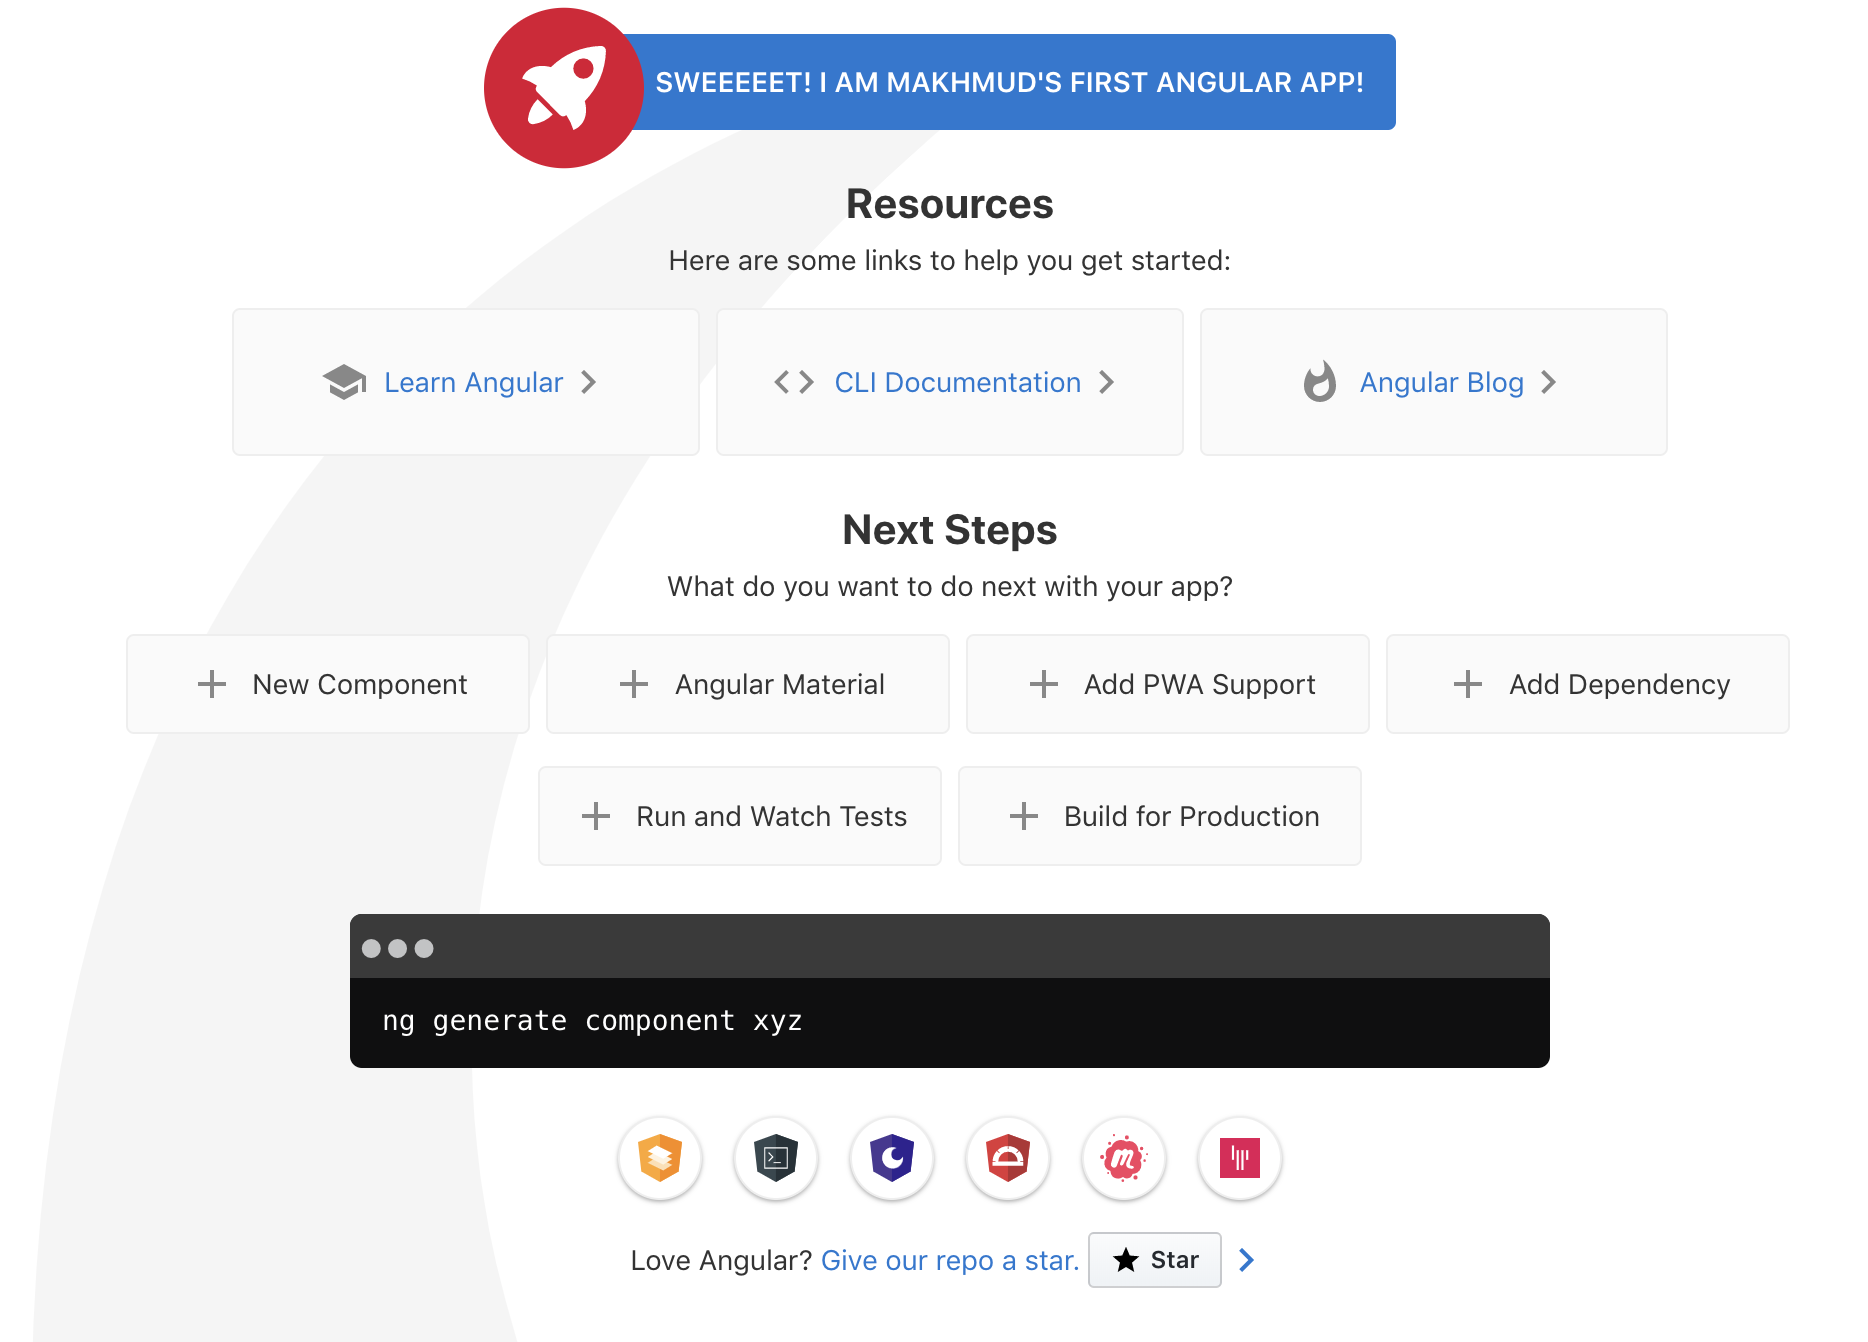 SWEEEEET! I AM MAKHMUD'S FIRST ANGULAR APP!
Resources
Here are some links to help you get started:
Learn Angular
CLI Documentation
Angular Blog
Next Steps
What do you want to do next with your app?
New Component
Angular Material
Add PWA Support
Add Dependency
Run and Watch Tests
Build for Production
ng generate component xyz
m
Love Angular? Give our repo a star. Star